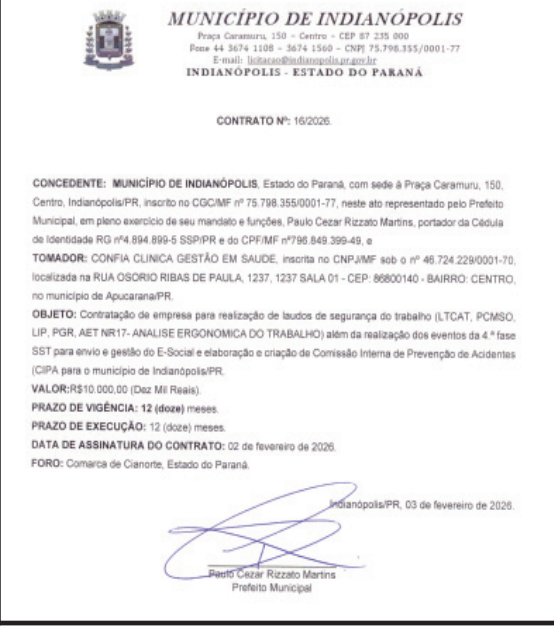 MUNICÍPIO DE INDIANÓPOLIS
Praça Caramuru, 150 - Centro - CEP 87 235 000
Fone 44 3674 1108 - 3674 1560 - CNPJ 75.798.355/0001-77
E-mail: licitacao@indianopolis.pr.gov.br
INDIANÓPOLIS - ESTADO DO PARANÁ
CONTRATO Nº: 16/2026.
CONCEDENTE: MUNICÍPIO DE INDIANÓPOLIS, Estado do Paraná, com sede à Praça Caramuru, 150,
Centro, Indianópolis/PR, inscrito no CGC/MF nº 75.798.355/0001-77, neste ato representado pelo Prefeito
Municipal, em pleno exercício de seu mandato e funções, Paulo Cezar Rizzato Martins, portador da Cédula
de Identidade RG nº4.894.899-5 SSP/PR e do CPF/MF nº796.849.399-49, e
TOMADOR: CONFIA CLINICA GESTÃO EM SAUDE, inscrita no CNPJ/MF sob o nº 46.724.229/0001-70,
localizada na RUA OSORIO RIBAS DE PAULA, 1237, 1237 SALA 01 - CEP: 86800140 - BAIRRO: CENTRO,
no município de Apucarana/PR.
OBJETO: Contratação de empresa para realização de laudos de segurança do trabalho (LTCAT, PCMSO,
LIP, PGR, AET NR17- ANALISE ERGONOMICA DO TRABALHO) além da realização dos eventos da 4.ª fase
SST para envio e gestão do E-Social e elaboração e criação de Comissão Interna de Prevenção de Acidentes
(CIPA para o município de Indianópolis/PR.
VALOR:R$10.000,00 (Dez Mil Reais).
PRAZO DE VIGÊNCIA: 12 (doze) meses.
PRAZO DE EXECUÇÃO: 12 (doze) meses.
DATA DE ASSINATURA DO CONTRATO: 02 de fevereiro de 2026.
FORO: Comarca de Cianorte, Estado do Paraná.
Indianópolis/PR, 03 de fevereiro de 2026.
Paulo Cezar Rizzato Martins
Prefeito Municipal